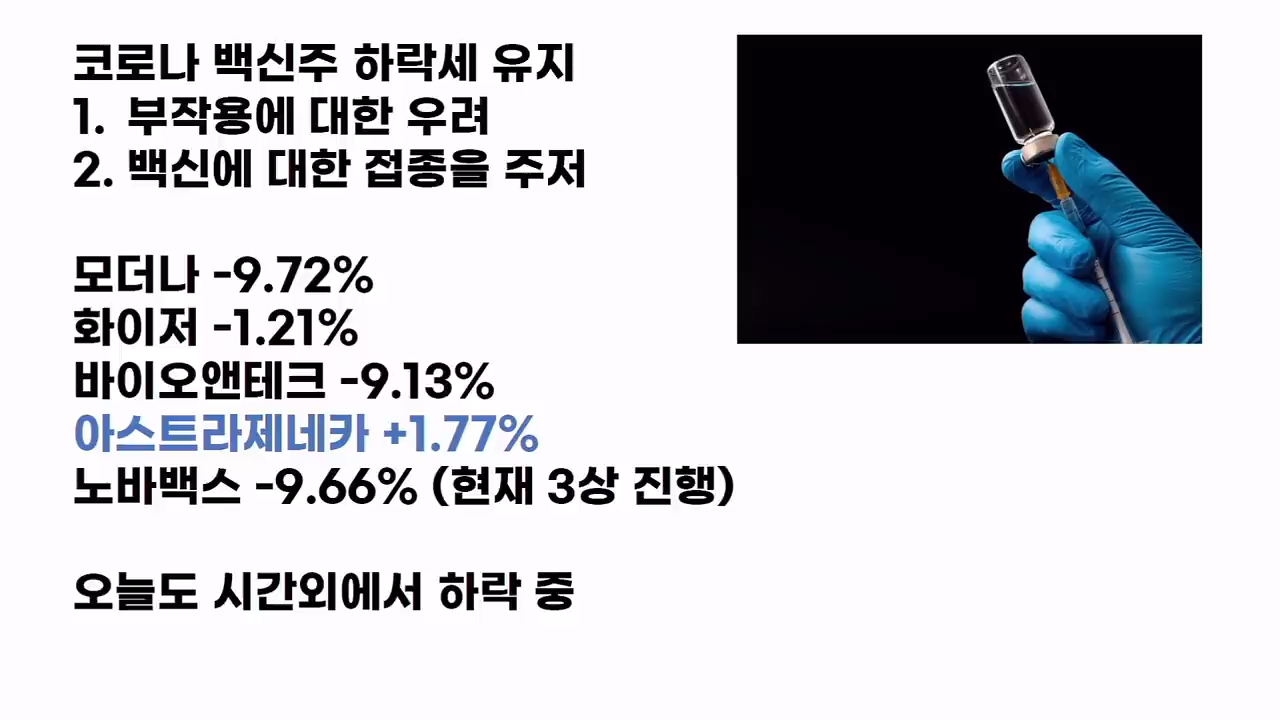 코로나 백신주 하락세 유지
1. 부작용에 대한 우려
2. 백신에 대한 접종을 주저
모더나 -9.72%
화이저 -1.21%
바이오앤테크 -9.13%
아스트라제네카 +1.77%
노바백스 -9.66% (현재 3상 진행)
오늘도 시간외에서 하락 중